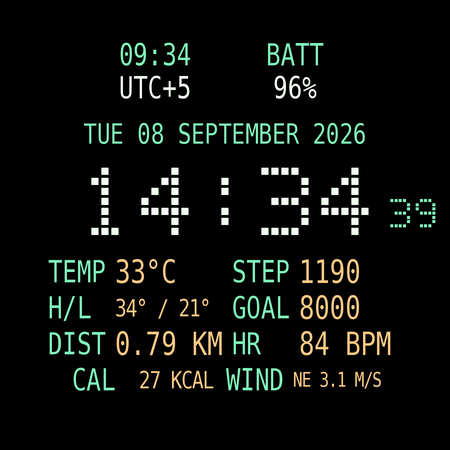 09:34 BATT
UTC+5 96%
TUE 08 SEPTEMBER 2026
14:34 39
TEMP 33°C STEP 1190
H/L 34° / 21° GOAL 8000
DIST 0.79 KM HR 84 BPM
CAL 27 KCAL WIND NE 3.1 M/S